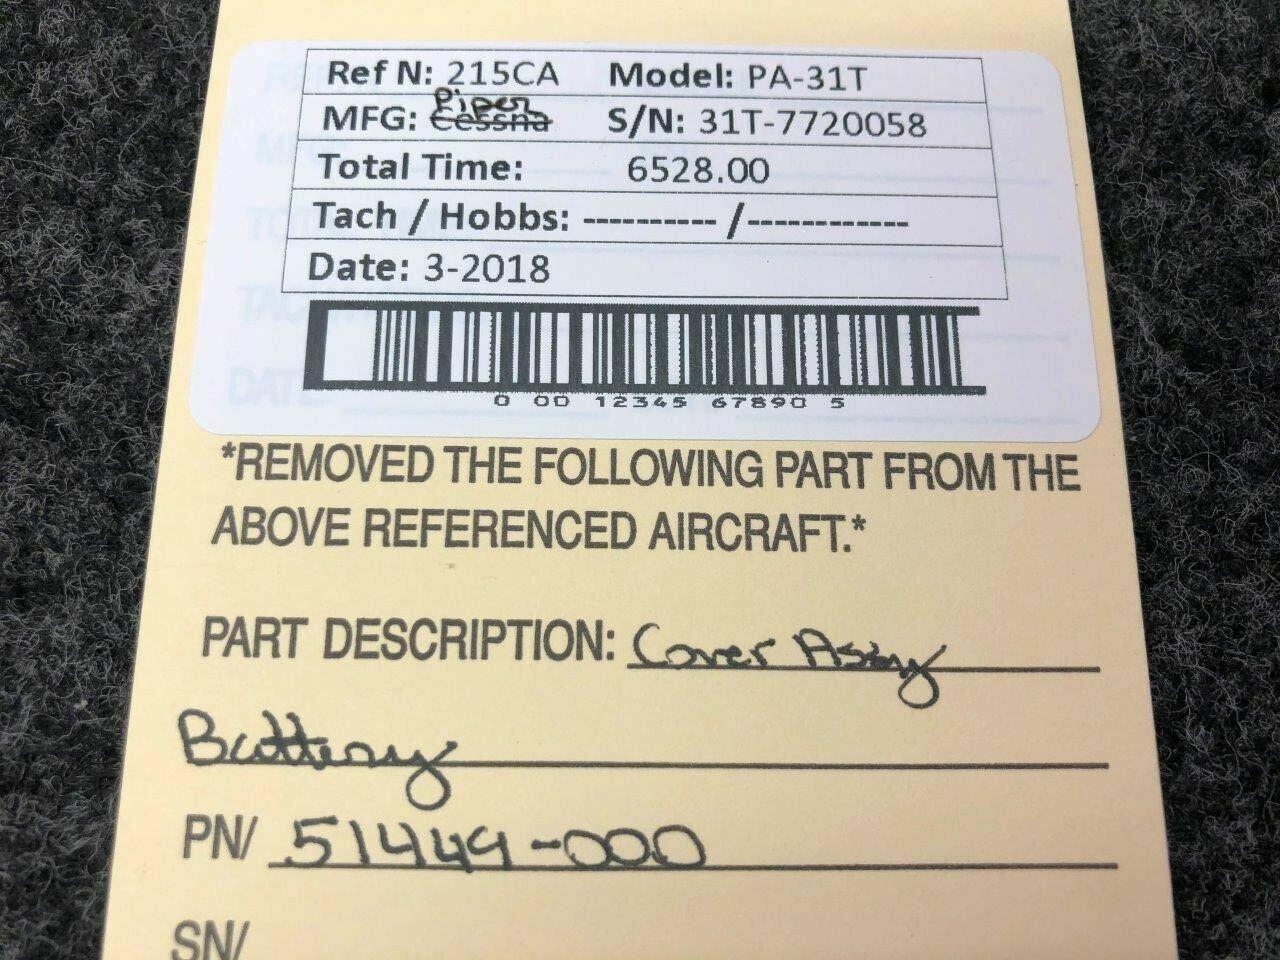 Ref N: 215CA Model: PA-31T
Piper
MFG: Cessna S/N: 31T-7720058
Total Time: 6528.00
Tach / Hobbs: ---------- /------------
Date: 3-2018
0 00 12345 67890 5
*REMOVED THE FOLLOWING PART FROM THE
ABOVE REFERENCED AIRCRAFT.*
PART DESCRIPTION: Cover Assy
Battery
PN/ 51449-000
SN/